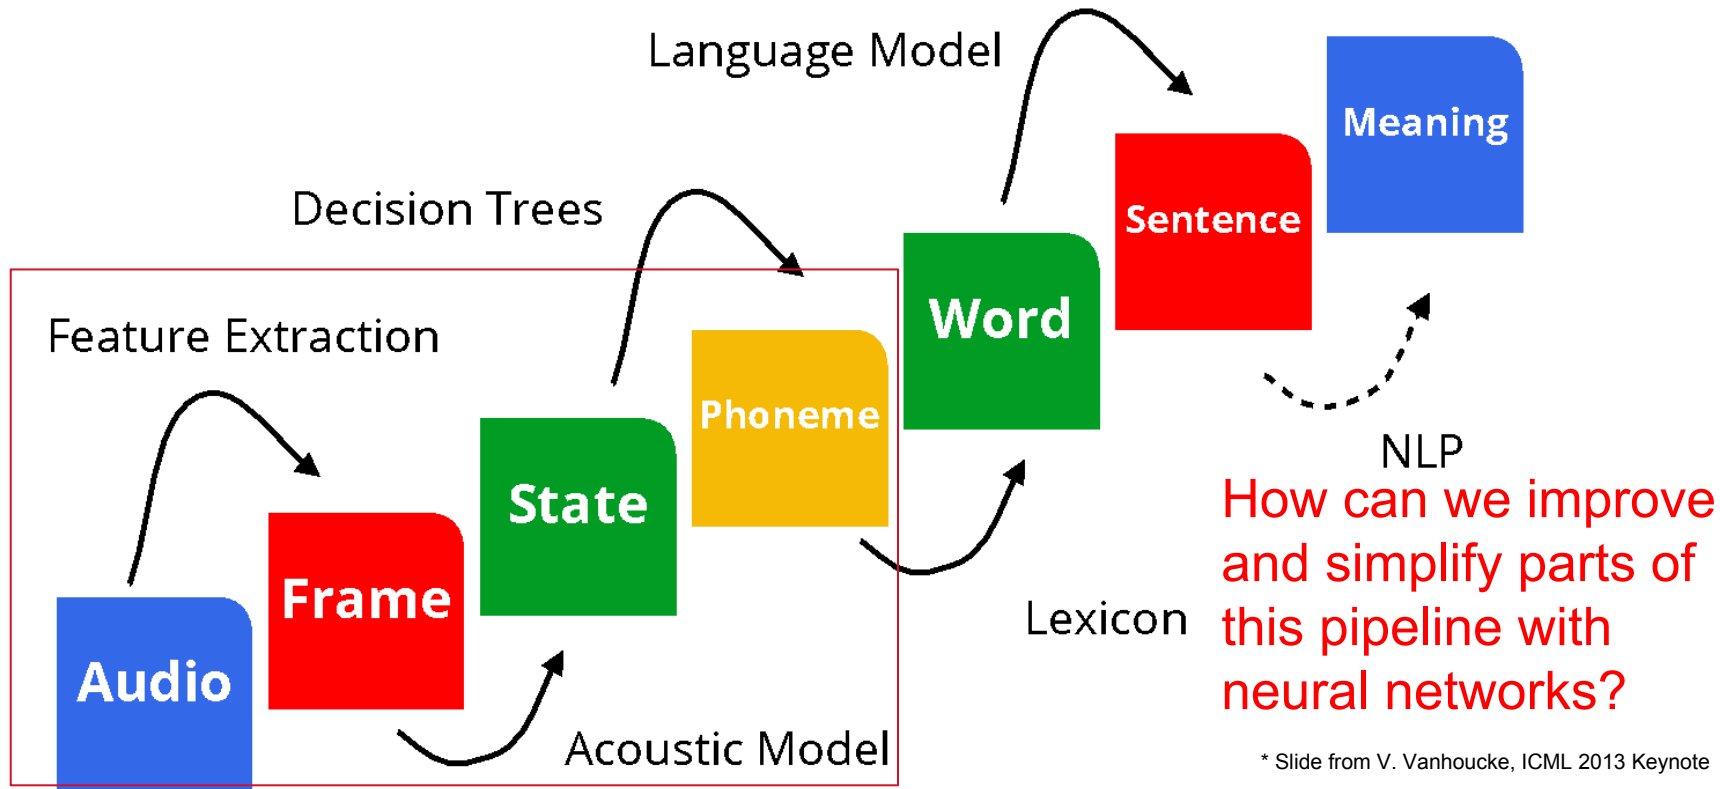 Language Model
Meaning
Decision Trees
Sentence
Feature Extraction
Word
Phoneme
NLP
State
How can we improve
and simplify parts of
this pipeline with
neural networks?
Frame
Lexicon
Audio
Acoustic Model
* Slide from V. Vanhoucke, ICML 2013 Keynote